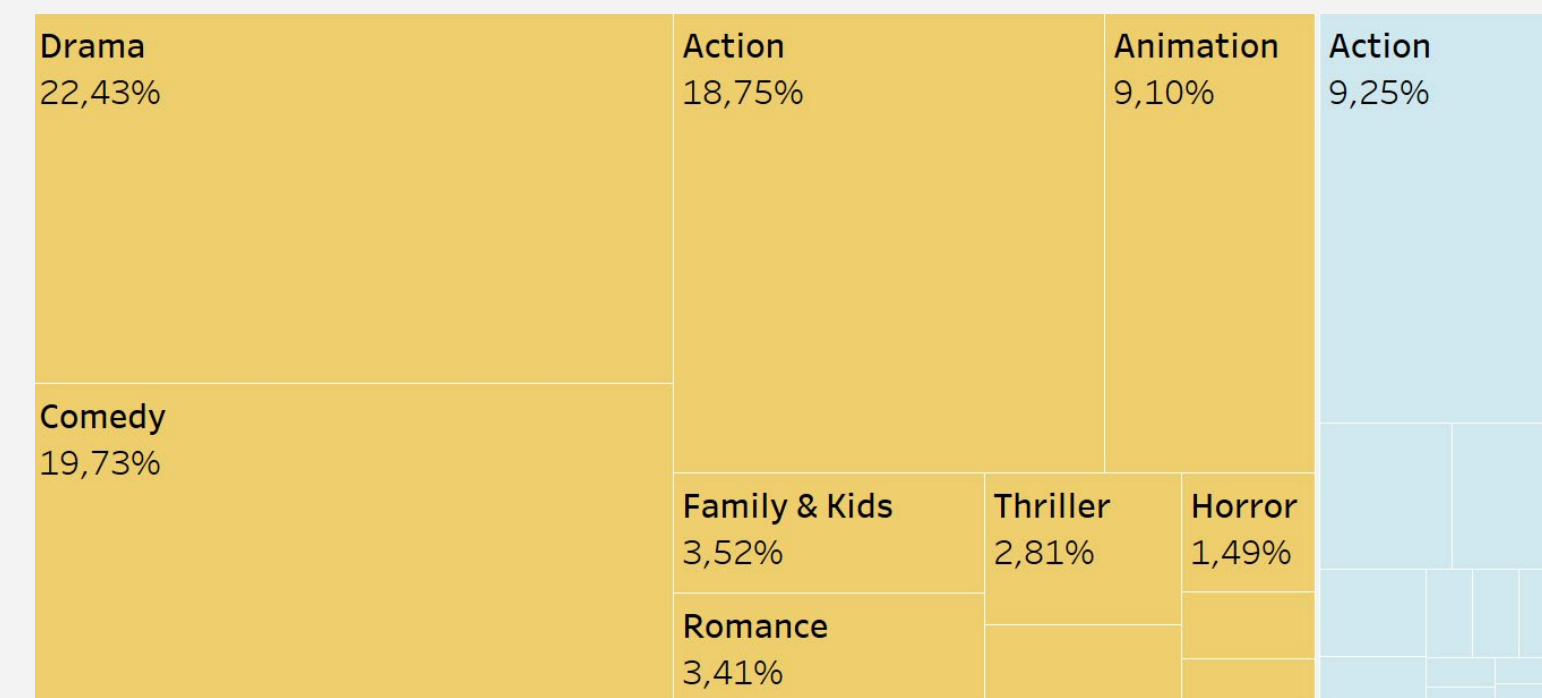 Drama
22,43%
Action
18,75%
Animation
9,10%
Action
9,25%
Comedy
19,73%
Family & Kids
3,52%
Thriller
2,81%
Horror
1,49%
Romance
3,41%